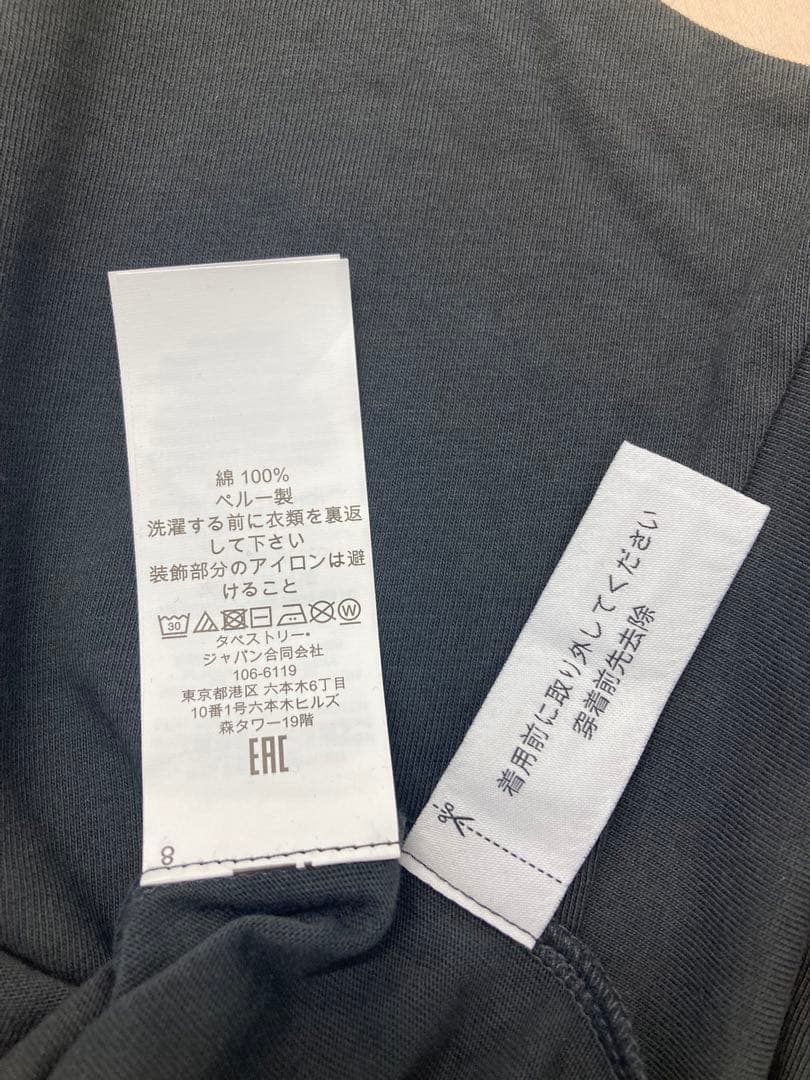 綿 100%
ペルー製
洗濯する前に衣類を裏返
して下さい
装飾部分のアイロンは避
けること
30 W
タペストリー・
ジャパン合同会社
106-6119
東京都港区 六本木6丁目
10番1号六本木ヒルズ
森タワー19階
EAC
8
着用前に取り外してください
穿着前先去除